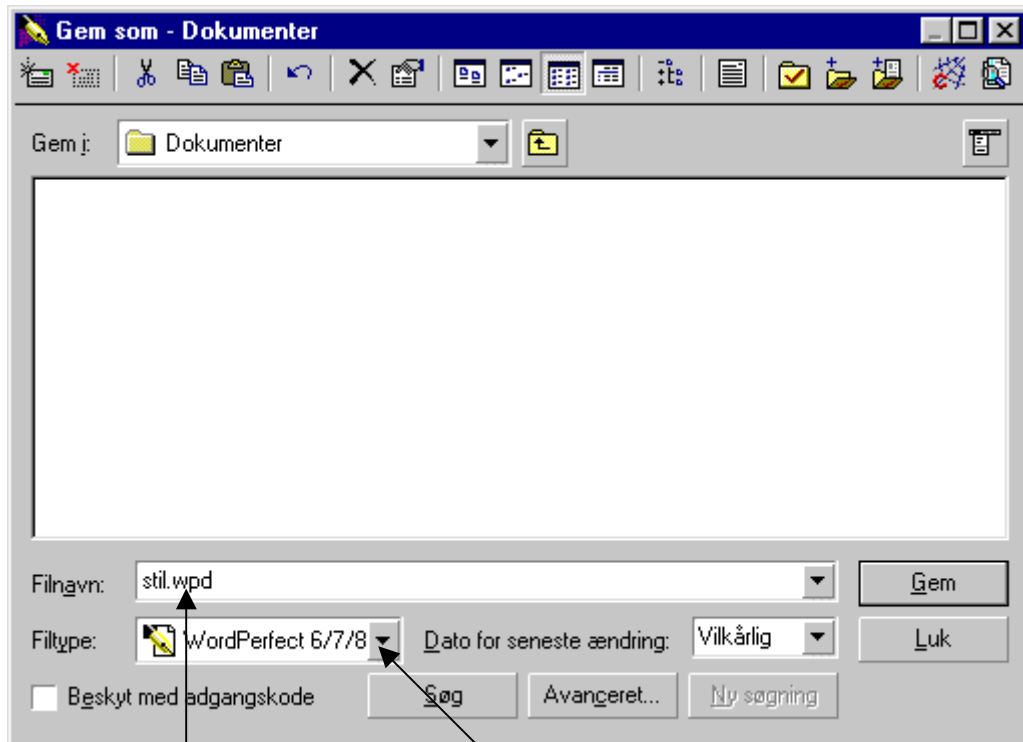 Gem som - Dokumenter
Gem i: Dokumenter
Filnavn: stil.wpd Gem
Filtype: WordPerfect 6/7/8 Dato for seneste ændring: Vilkårlig Luk
Beskyt med adgangskode Søg Avanceret... Ny søgning